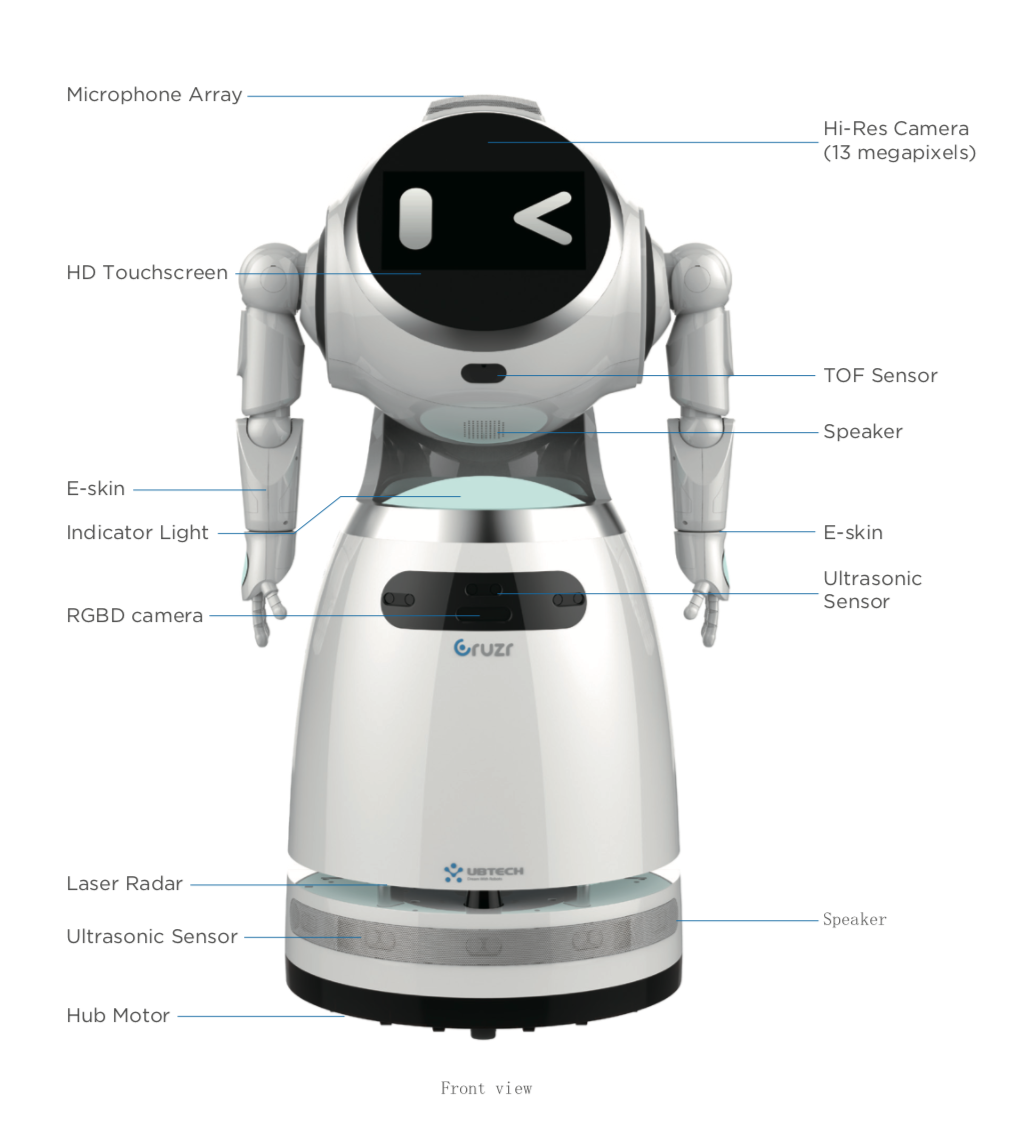 Microphone Array
Hi-Res Camera
(13 megapixels)
HD Touchscreen
TOF Sensor
Speaker
E-skin
Indicator Light
E-skin
Ultrasonic
Sensor
RGBD camera
Cruzr
UBTECH
Laser Radar
Speaker
Ultrasonic Sensor
Hub Motor
Front view